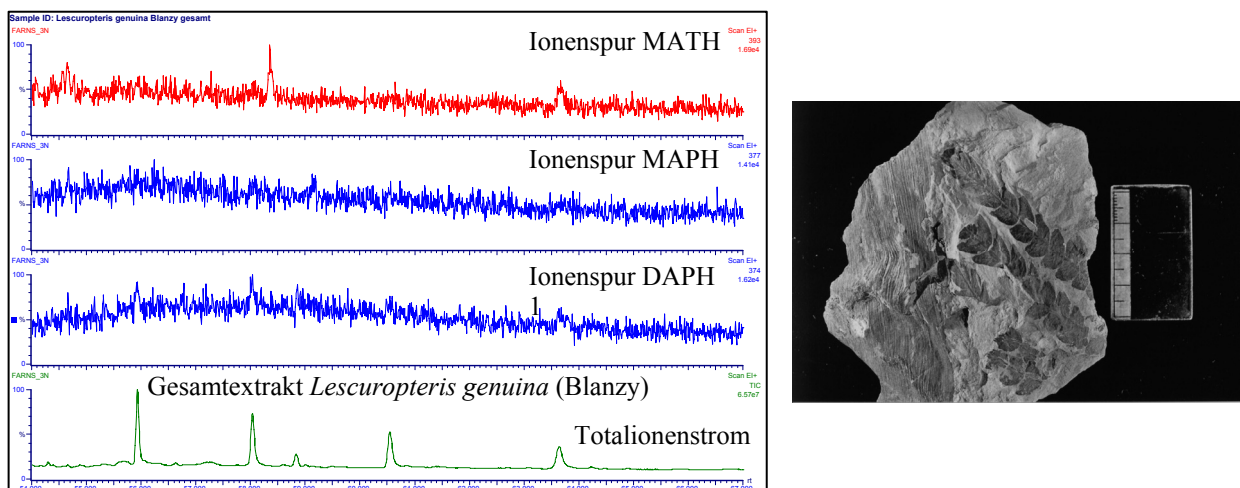 Sample ID: Lescuropteris genuina Blanzy gesamt
FARNS_3N
Scan EI+
393
1.69e4
Ionenspur MATH
100
%
0
FARNS_3N
Scan EI+
377
1.41e4
Ionenspur MAPH
100
%
0
FARNS_3N
Scan EI+
374
1.62e4
Ionenspur DAPH
1
100
%
0
FARNS_3N
Scan EI+
TIC
6.57e7
Gesamtextrakt Lescuropteris genuina (Blanzy)
100
Totalionenstrom
%
0
rt